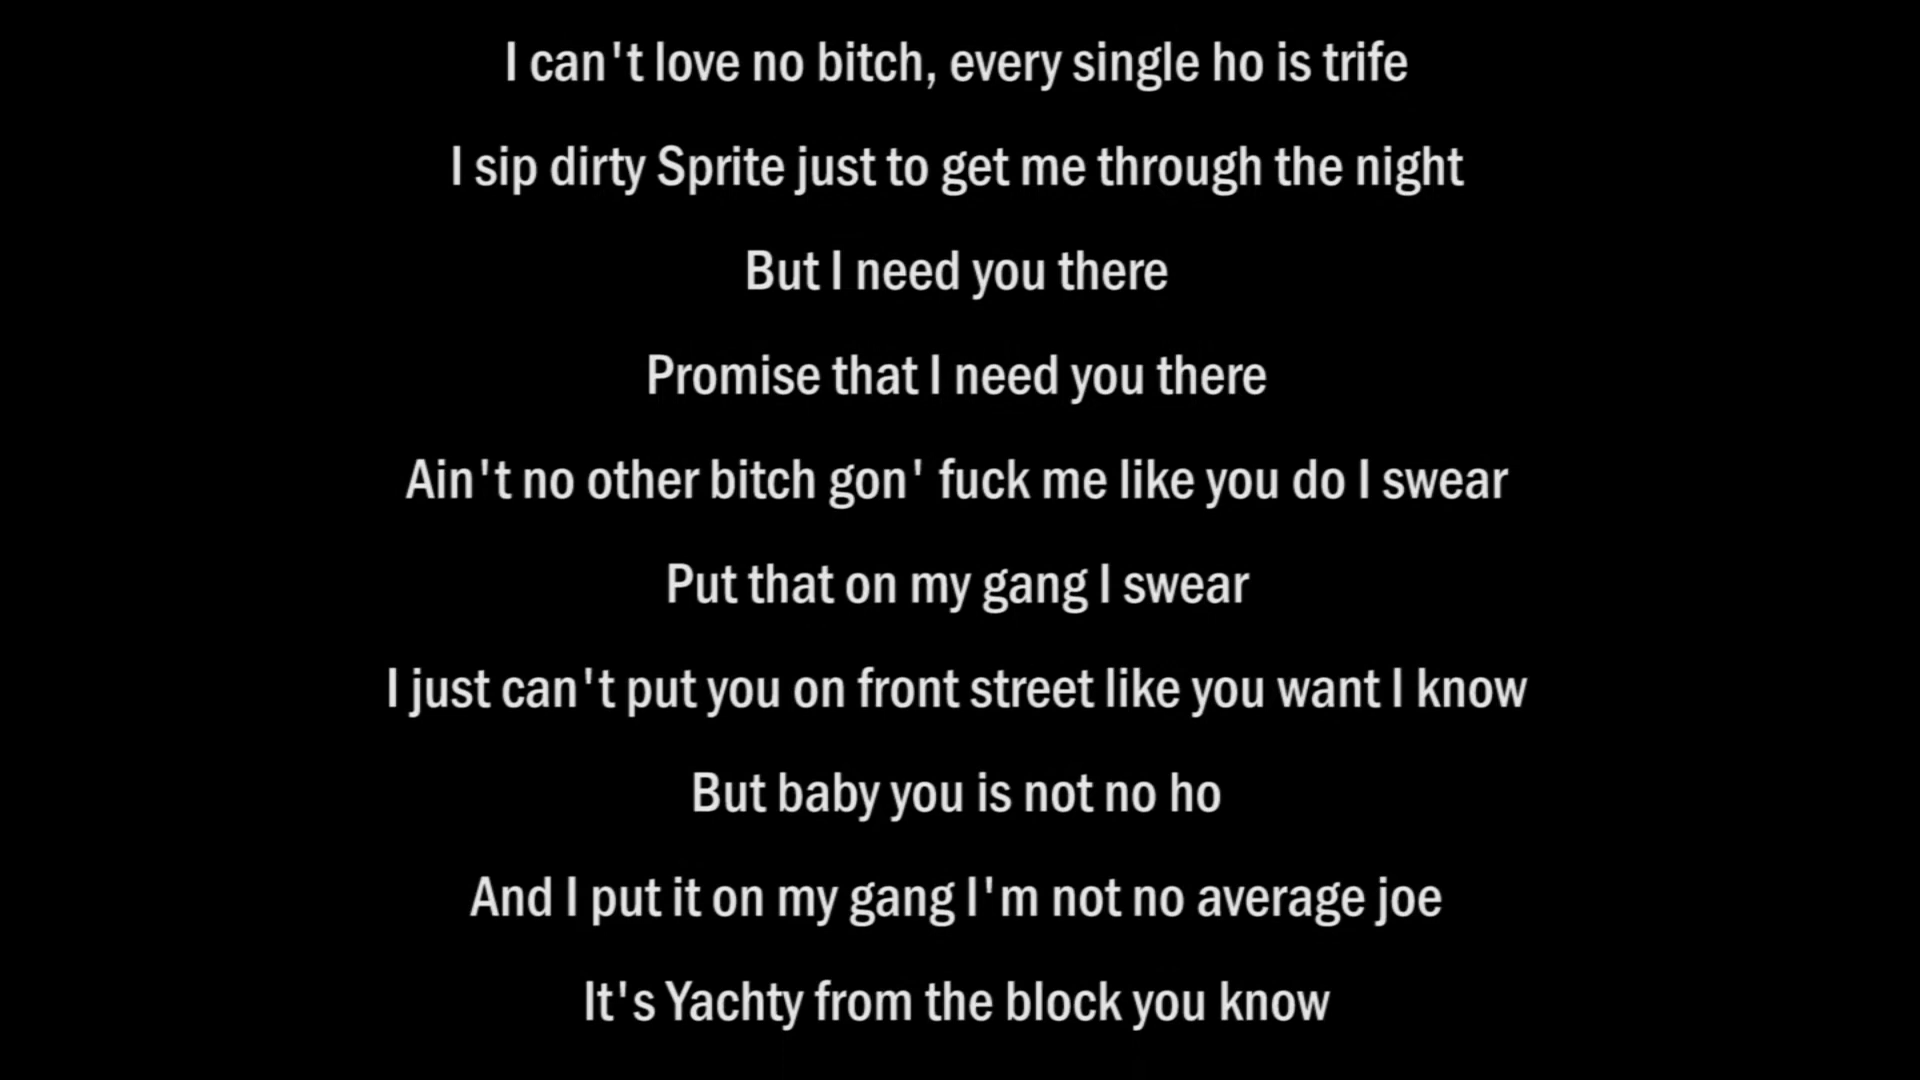 I can't love no bitch, every single ho is trife
I sip dirty Sprite just to get me through the night
But I need you there
Promise that I need you there
Ain't no other bitch gon' fuck me like you do I swear
Put that on my gang I swear
I just can't put you on front street like you want I know
But baby you is not no ho
And I put it on my gang I'm not no average joe
It's Yachty from the block you know